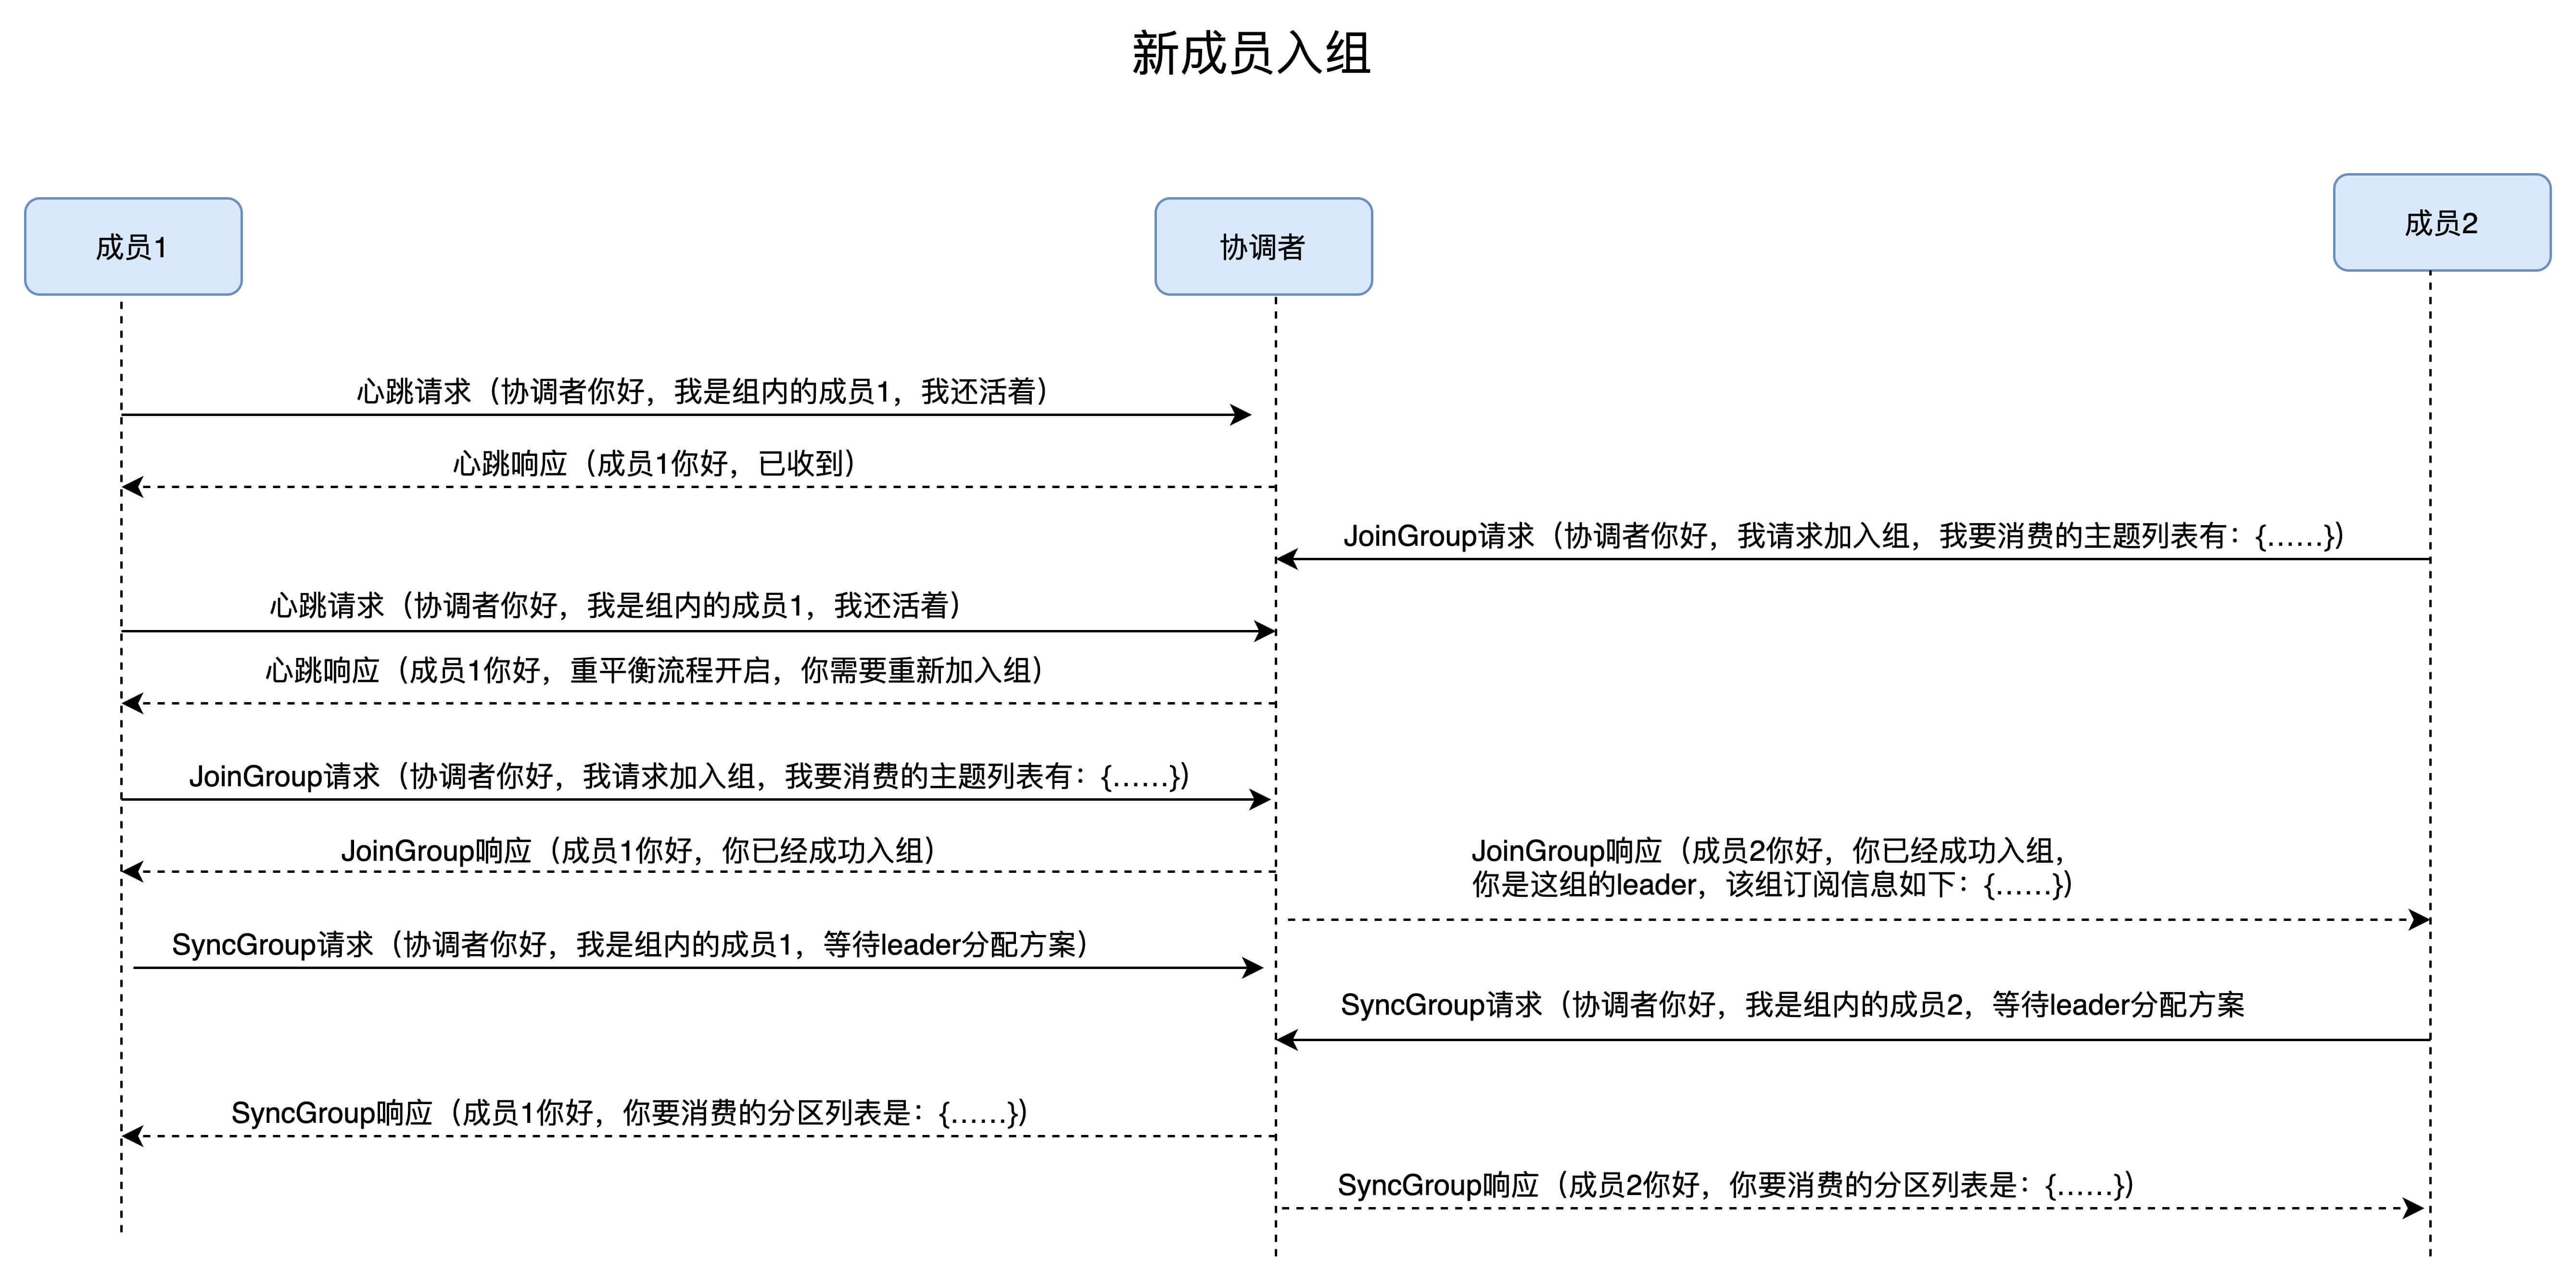 新成员入组
成员1
协调者
成员2
心跳请求（协调者你好，我是组内的成员1，我还活着）
心跳响应（成员1你好，已收到）
JoinGroup请求（协调者你好，我请求加入组，我要消费的主题列表有：{……}）
心跳请求（协调者你好，我是组内的成员1，我还活着）
心跳响应（成员1你好，重平衡流程开启，你需要重新加入组）
JoinGroup请求（协调者你好，我请求加入组，我要消费的主题列表有：{……}）
JoinGroup响应（成员1你好，你已经成功入组）
JoinGroup响应（成员2你好，你已经成功入组，
你是这组的leader，该组订阅信息如下：{……}）
SyncGroup请求（协调者你好，我是组内的成员1，等待leader分配方案）
SyncGroup请求（协调者你好，我是组内的成员2，等待leader分配方案
SyncGroup响应（成员1你好，你要消费的分区列表是：{……}）
SyncGroup响应（成员2你好，你要消费的分区列表是：{……}）